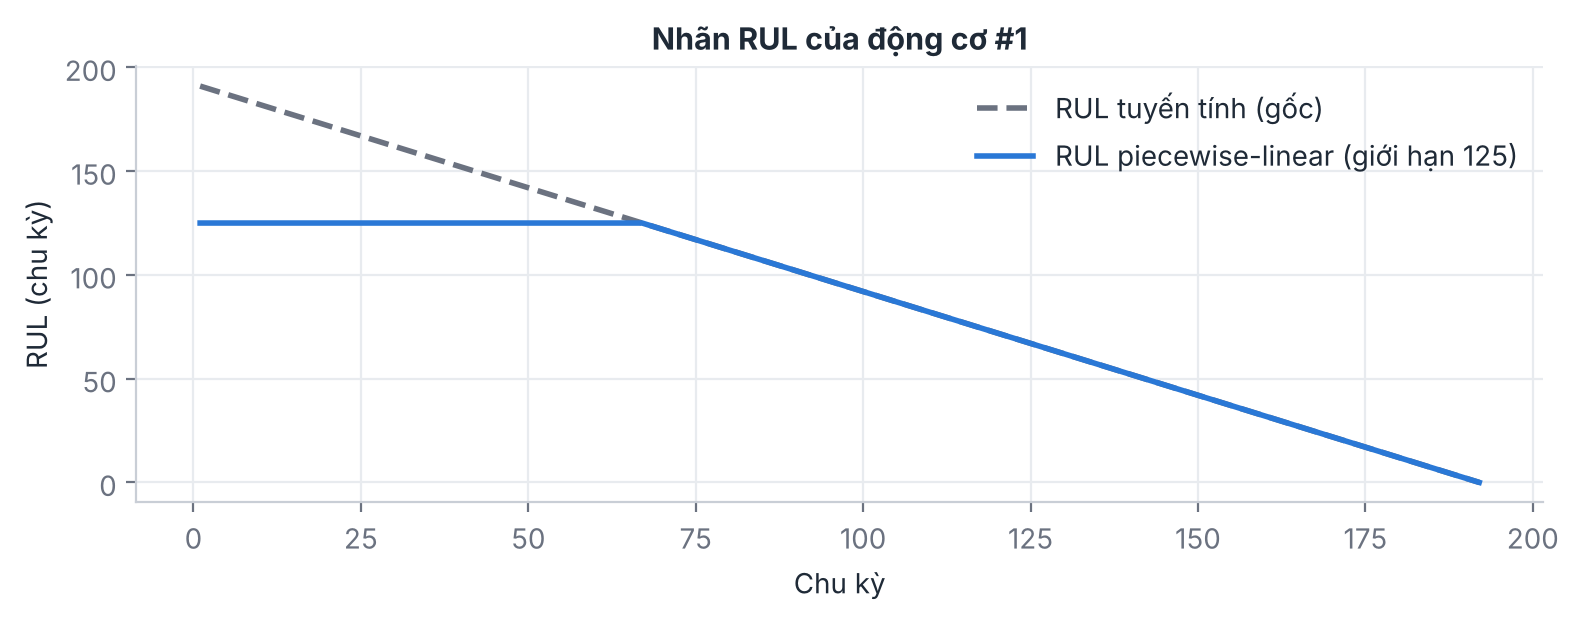 Nhãn RUL của động cơ #1
RUL tuyến tính (gốc)
RUL piecewise-linear (giới hạn 125)
RUL (chu kỳ)
200
150
100
50
0
0 25 50 75 100 125 150 175 200
Chu kỳ